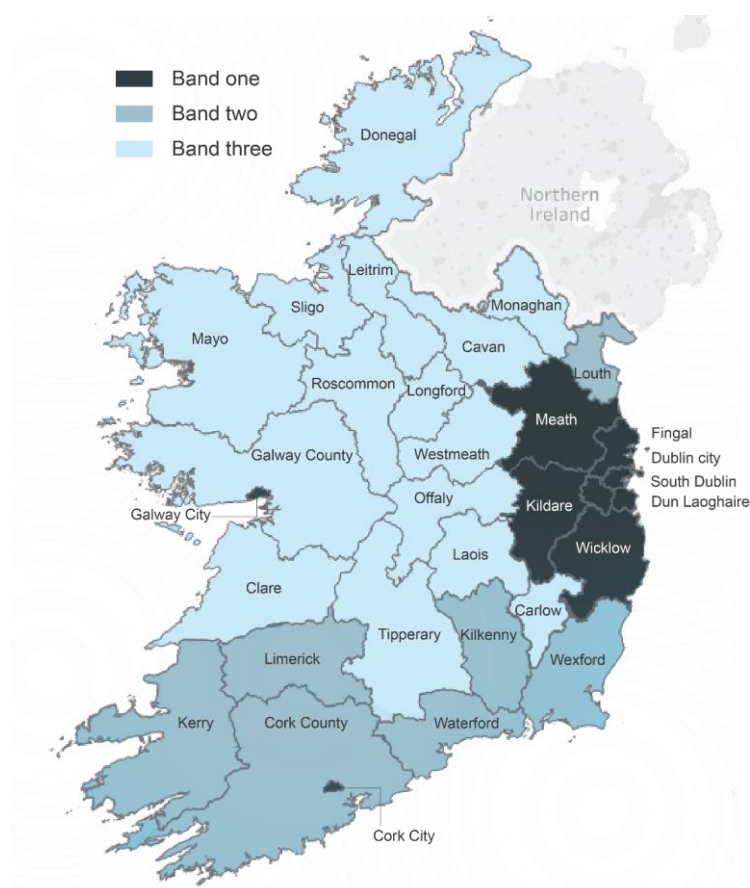 Band one
Band two
Band three
Donegal
Northern
Ireland
Leitrim
Monaghan
Sligo
Mayo
Cavan
Louth
Roscommon
Longford
Meath
Fingal
Galway County
Westmeath
Dublin city
South Dublin
Offaly
Dun Laoghaire
Kildare
Galway City
Wicklow
Laois
Clare
Carlow
Tipperary
Kilkenny
Limerick
Wexford
Kerry
Cork County
Waterford
Cork City